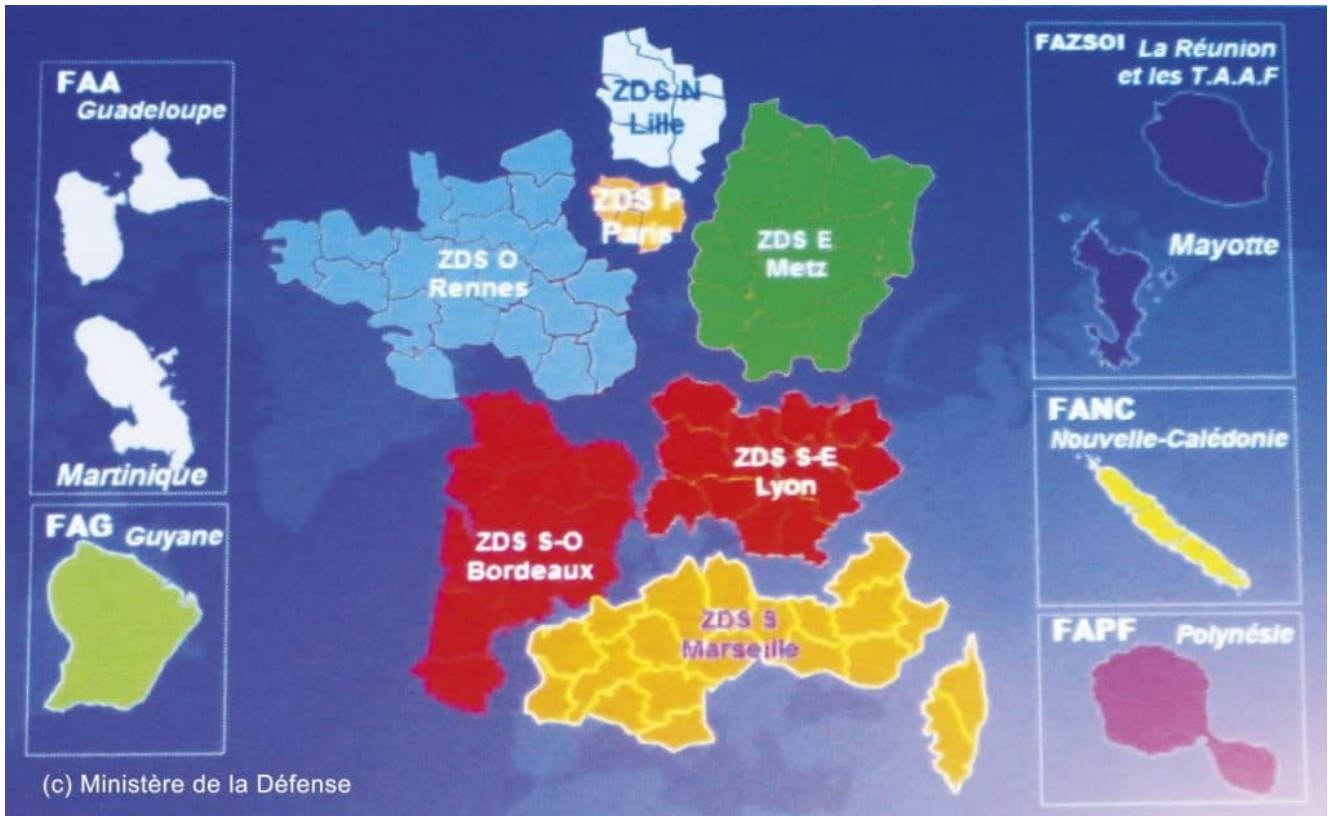 FAA
Guadeloupe
Martinique
FAG Guyane
ZDS N
Lille
ZDS P
Paris
ZDS E
Metz
ZDS O
Rennes
ZDS S-E
Lyon
ZDS S-O
Bordeaux
ZDS S
Marseille
FAZSOI La Réunion
et les T.A.A.F
Mayotte
FANC
Nouvelle-Calédonie
FAPF Polynésie
(c) Ministère de la Défense